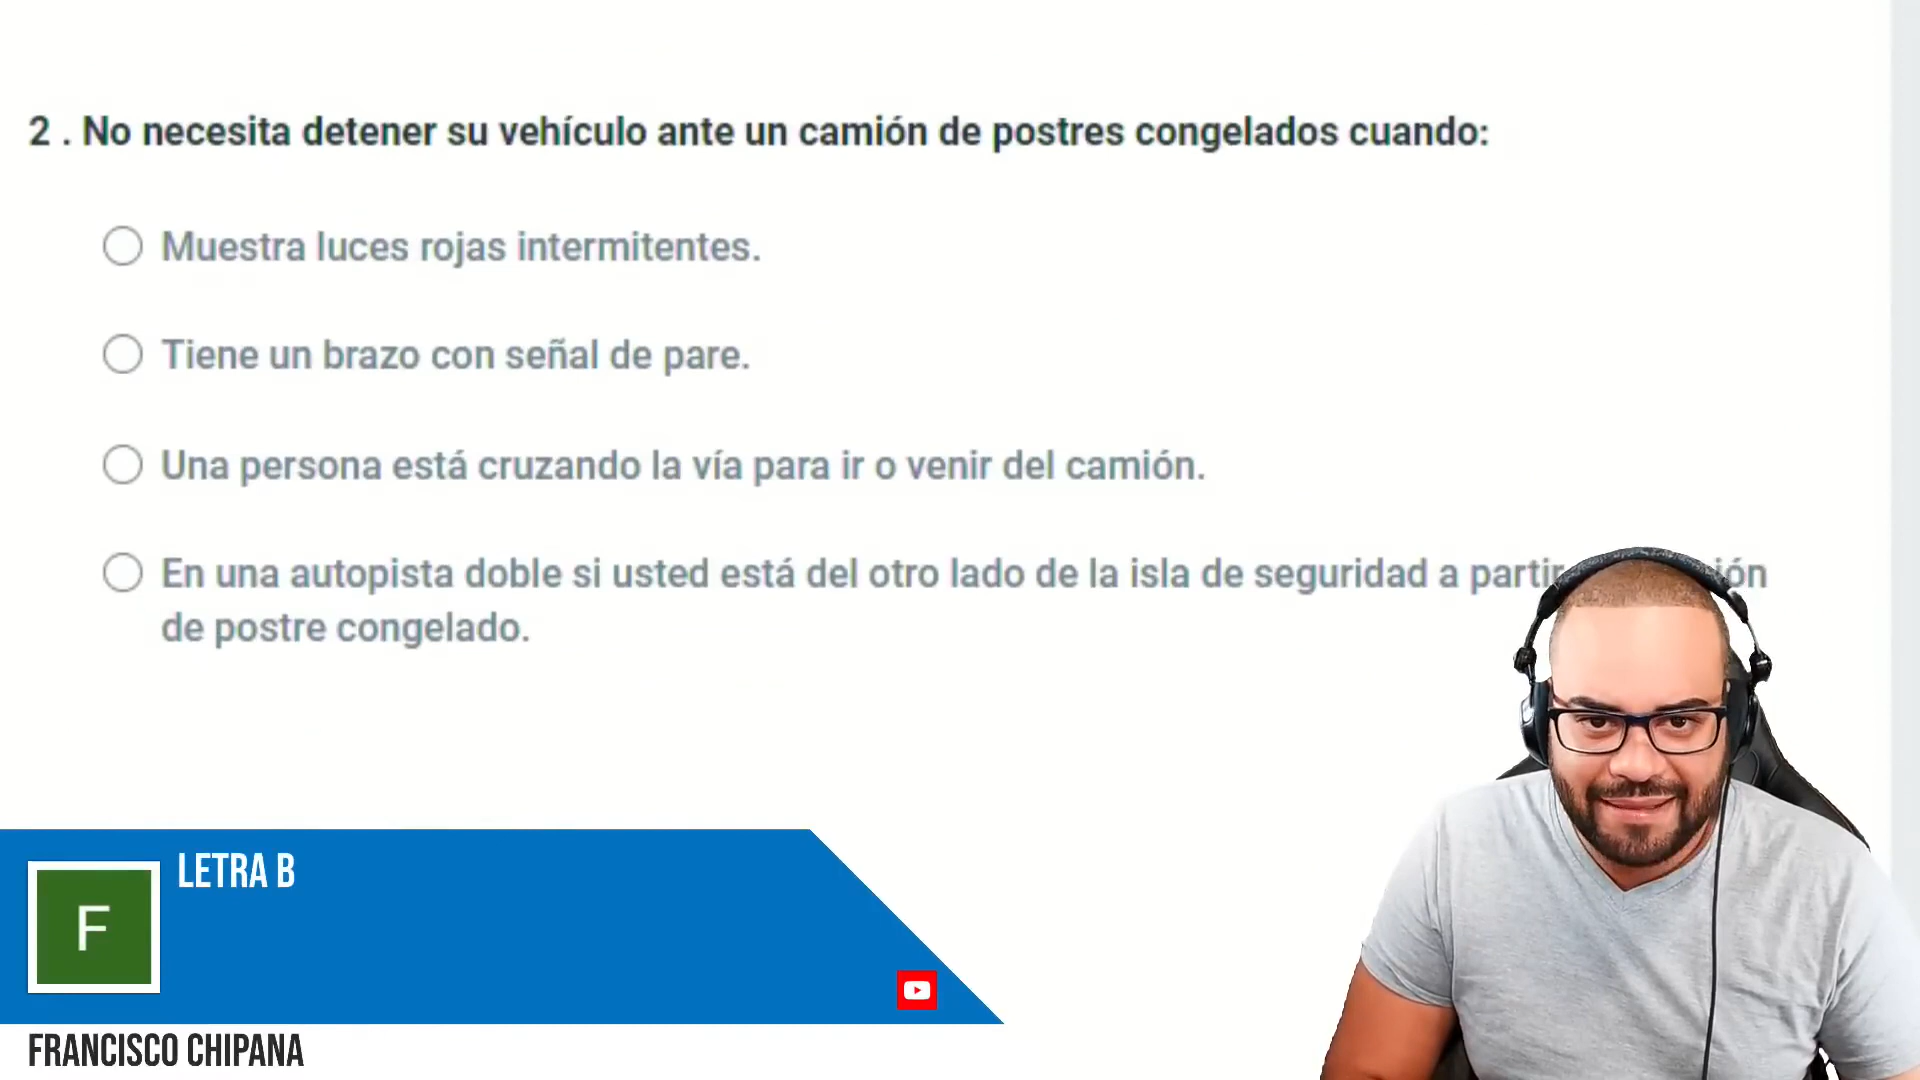 2 . No necesita detener su vehículo ante un camión de postres congelados cuando:
Muestra luces rojas intermitentes.
Tiene un brazo con señal de pare.
Una persona está cruzando la vía para ir o venir del camión.
En una autopista doble si usted está del otro lado de la isla de seguridad a partir
de postre congelado.
LETRA B
F
FRANCISCO CHIPANA